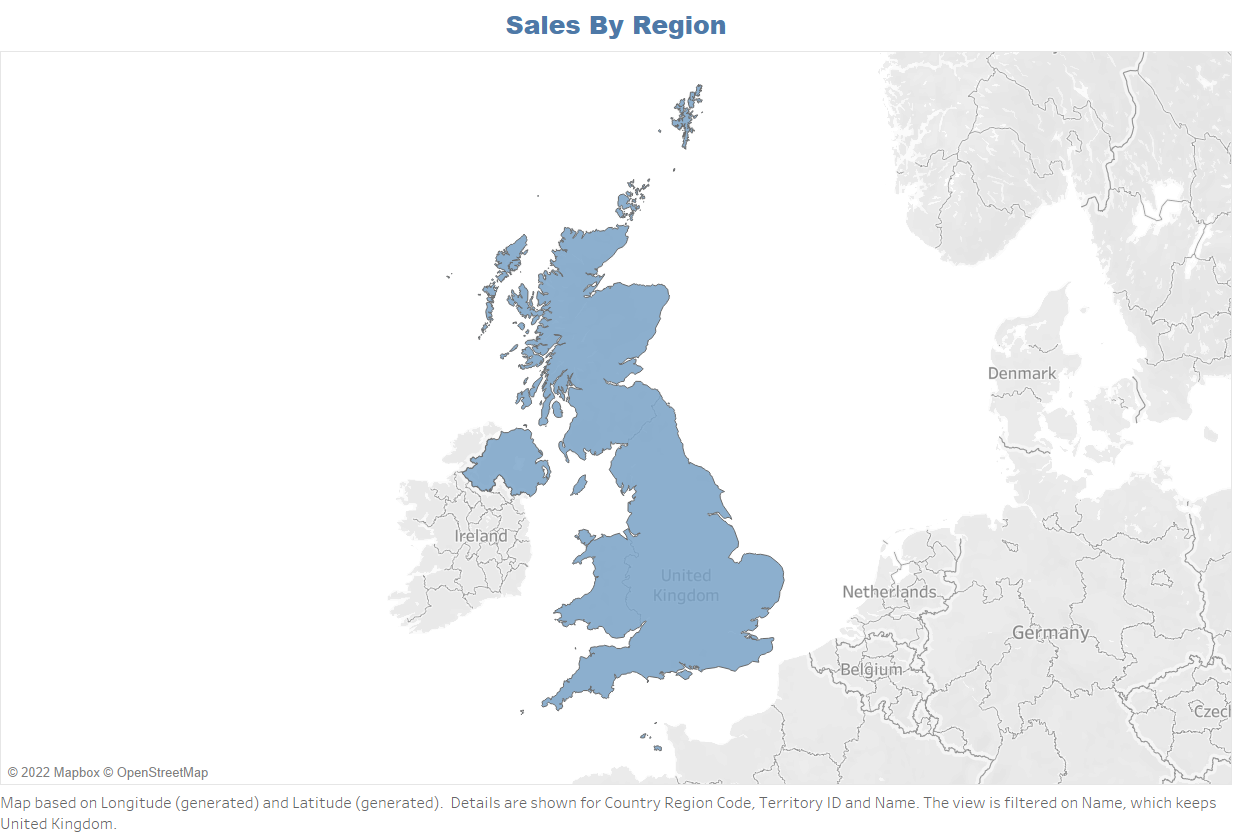 Sales By Region
Denmark
Ireland
United
Kingdom
Netherlands
Germany
Belgium
Czecl
© 2022 Mapbox © OpenStreetMap
Map based on Longitude (generated) and Latitude (generated).  Details are shown for Country Region Code, Territory ID and Name. The view is filtered on Name, which keeps
United Kingdom.